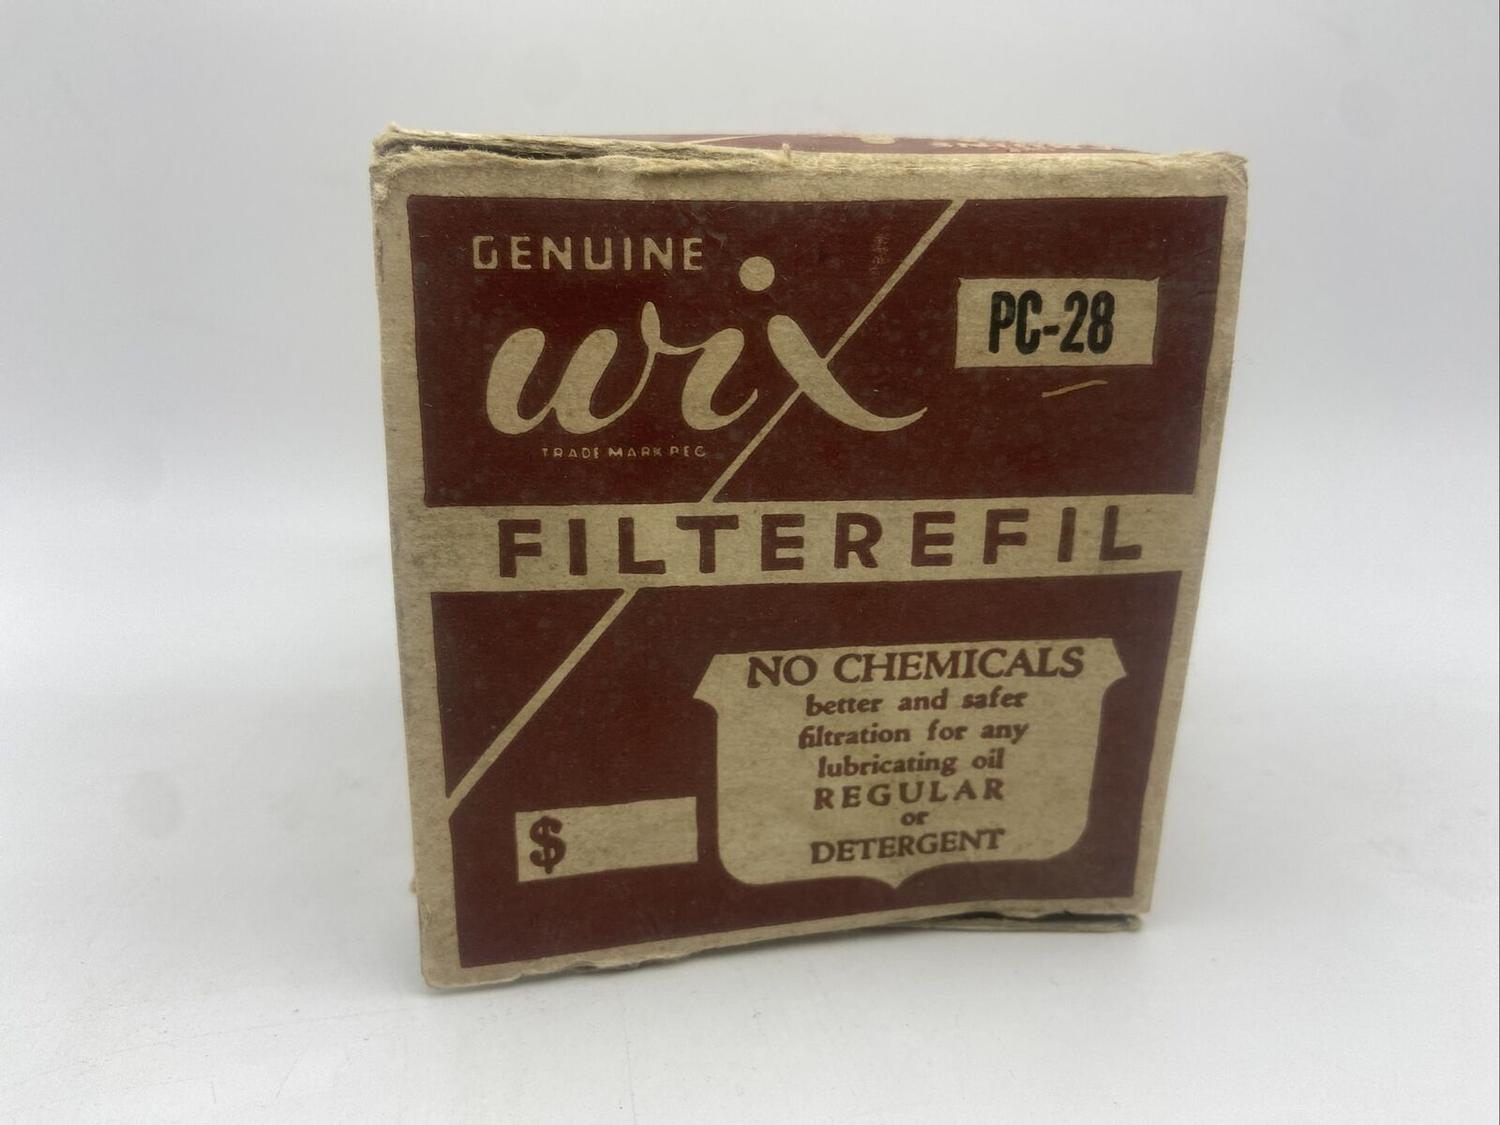 GENUINE
wix
PC-28
TRADE MARK REG
FILTEREFIL
NO CHEMICALS
better and safer
filtration for any
lubricating oil
REGULAR
or
DETERGENT
$